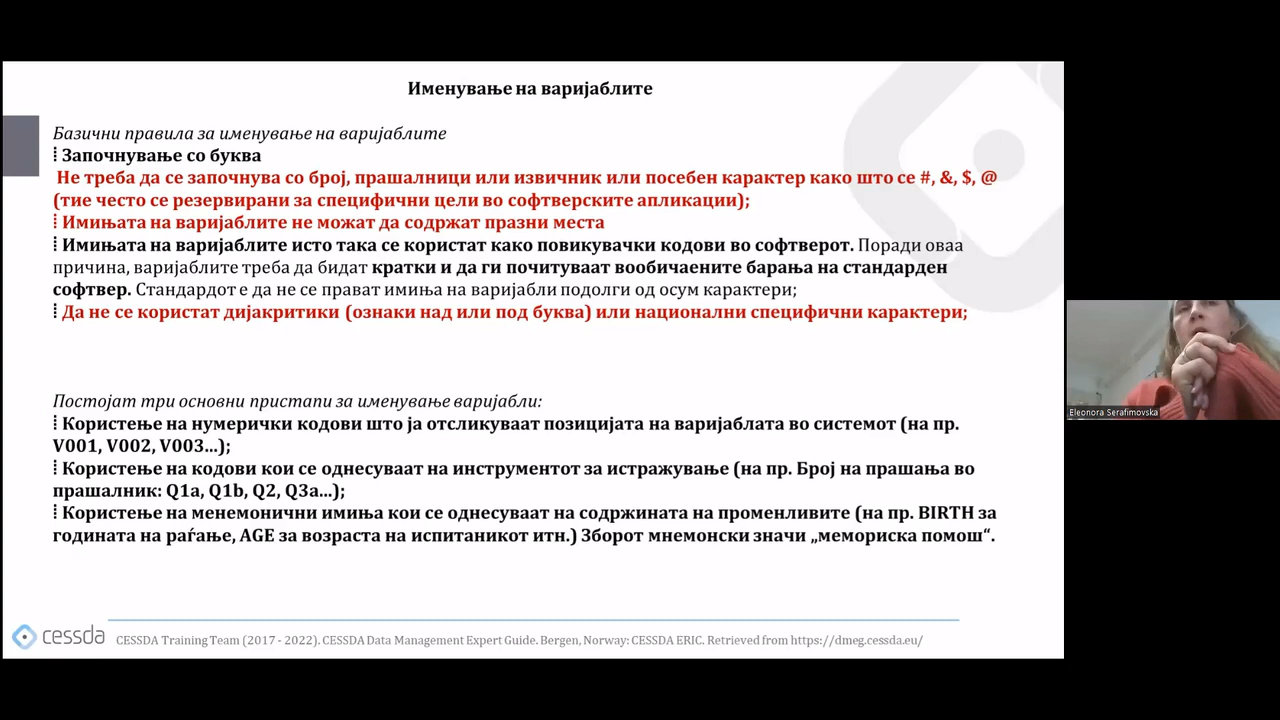 Именување на варијаблите
Базични правила за именување на варијаблите
⁞ Започнување со буква
Не треба да се започнува со број, прашалници или извичник или посебен карактер како што се #, &, $, @
(тие често се резервирани за специфични цели во софтверските апликации);
⁞ Имињата на варијаблите не можат да содржат празни места
⁞ Имињата на варијаблите исто така се користат како повикувачки кодови во софтверот. Поради оваа
причина, варијаблите треба да бидат кратки и да ги почитуваат вообичаените барања на стандарден
софтвер. Стандардот е да не се прават имиња на варијабли подолги од осум карактери;
⁞ Да не се користат дијакритики (ознаки над или под буква) или национални специфични карактери;
Постојат три основни пристапи за именување варијабли:
⁞ Користење на нумерички кодови што ја отсликуваат позицијата на варијаблата во системот (на пр.
V001, V002, V003...);
⁞ Користење на кодови кои се однесуваат на инструментот за истражување (на пр. Број на прашања во
прашалник: Q1a, Q1b, Q2, Q3a...);
⁞ Користење на менемонични имиња кои се однесуваат на содржината на променливите (на пр. BIRTH за
годината на раѓање, AGE за возраста на испитаникот итн.) Зборот мнемонски значи „мемориска помош“.
Eleonora Serafimovska
cessda
CESSDA Training Team (2017 - 2022). CESSDA Data Management Expert Guide. Bergen, Norway: CESSDA ERIC. Retrieved from https://dmeg.cessda.eu/